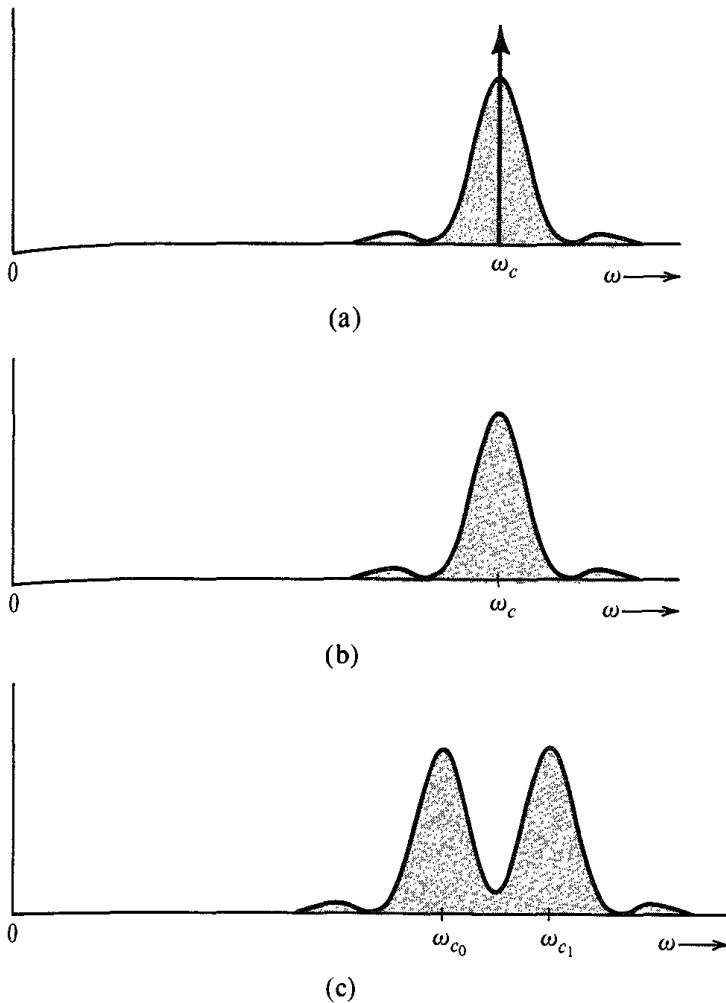 0 ω_c ω →
(a)
0 ω_c ω →
(b)
0 ω_{c_0} ω_{c_1} ω →
(c)